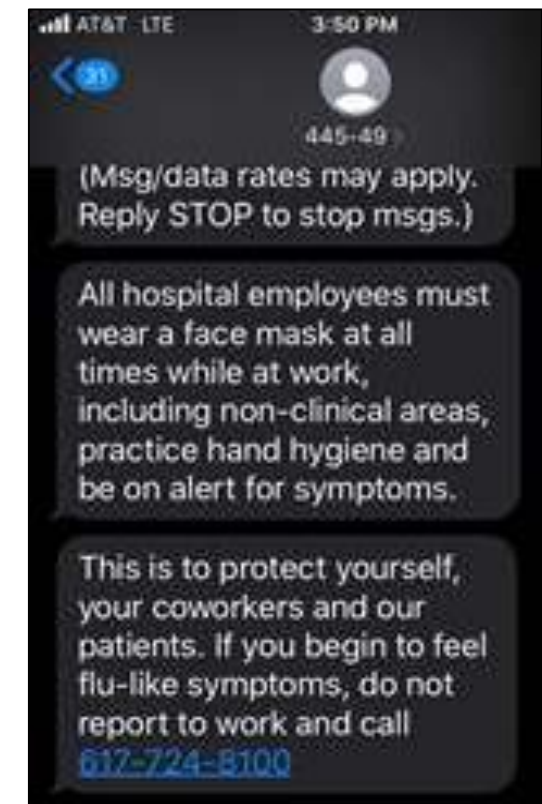 AT&T LTE
3:50 PM
31
445-49
(Msg/data rates may apply.
Reply STOP to stop msgs.)
All hospital employees must
wear a face mask at all
times while at work,
including non-clinical areas,
practice hand hygiene and
be on alert for symptoms.
This is to protect yourself,
your coworkers and our
patients. If you begin to feel
flu-like symptoms, do not
report to work and call
617-724-8100